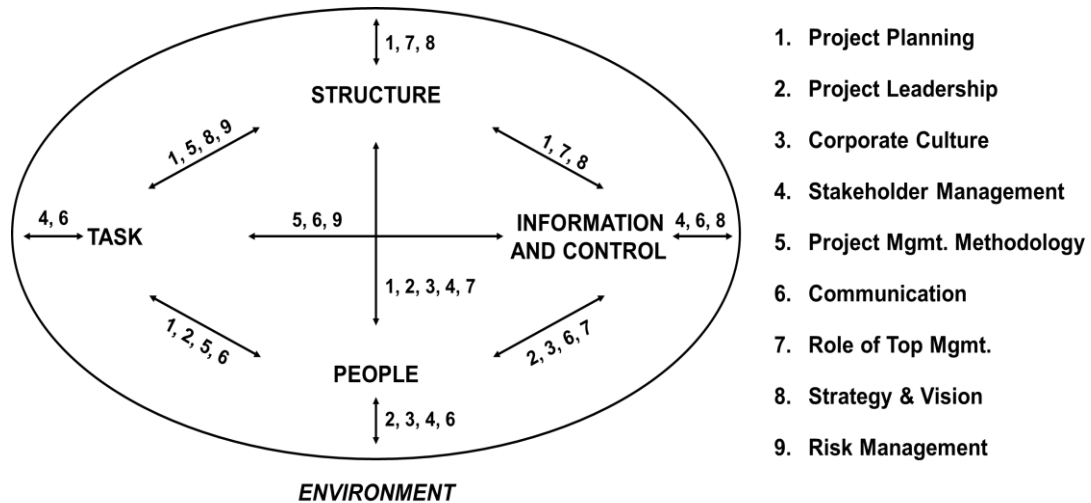 1, 7, 8
STRUCTURE
1, 5, 8, 9
1, 7, 8
4, 6
TASK
5, 6, 9
INFORMATION
AND CONTROL
4, 6, 8
1, 2, 3, 4, 7
1, 2, 5, 6
2, 3, 6, 7
PEOPLE
2, 3, 4, 6
ENVIRONMENT
1. Project Planning
2. Project Leadership
3. Corporate Culture
4. Stakeholder Management
5. Project Mgmt. Methodology
6. Communication
7. Role of Top Mgmt.
8. Strategy & Vision
9. Risk Management